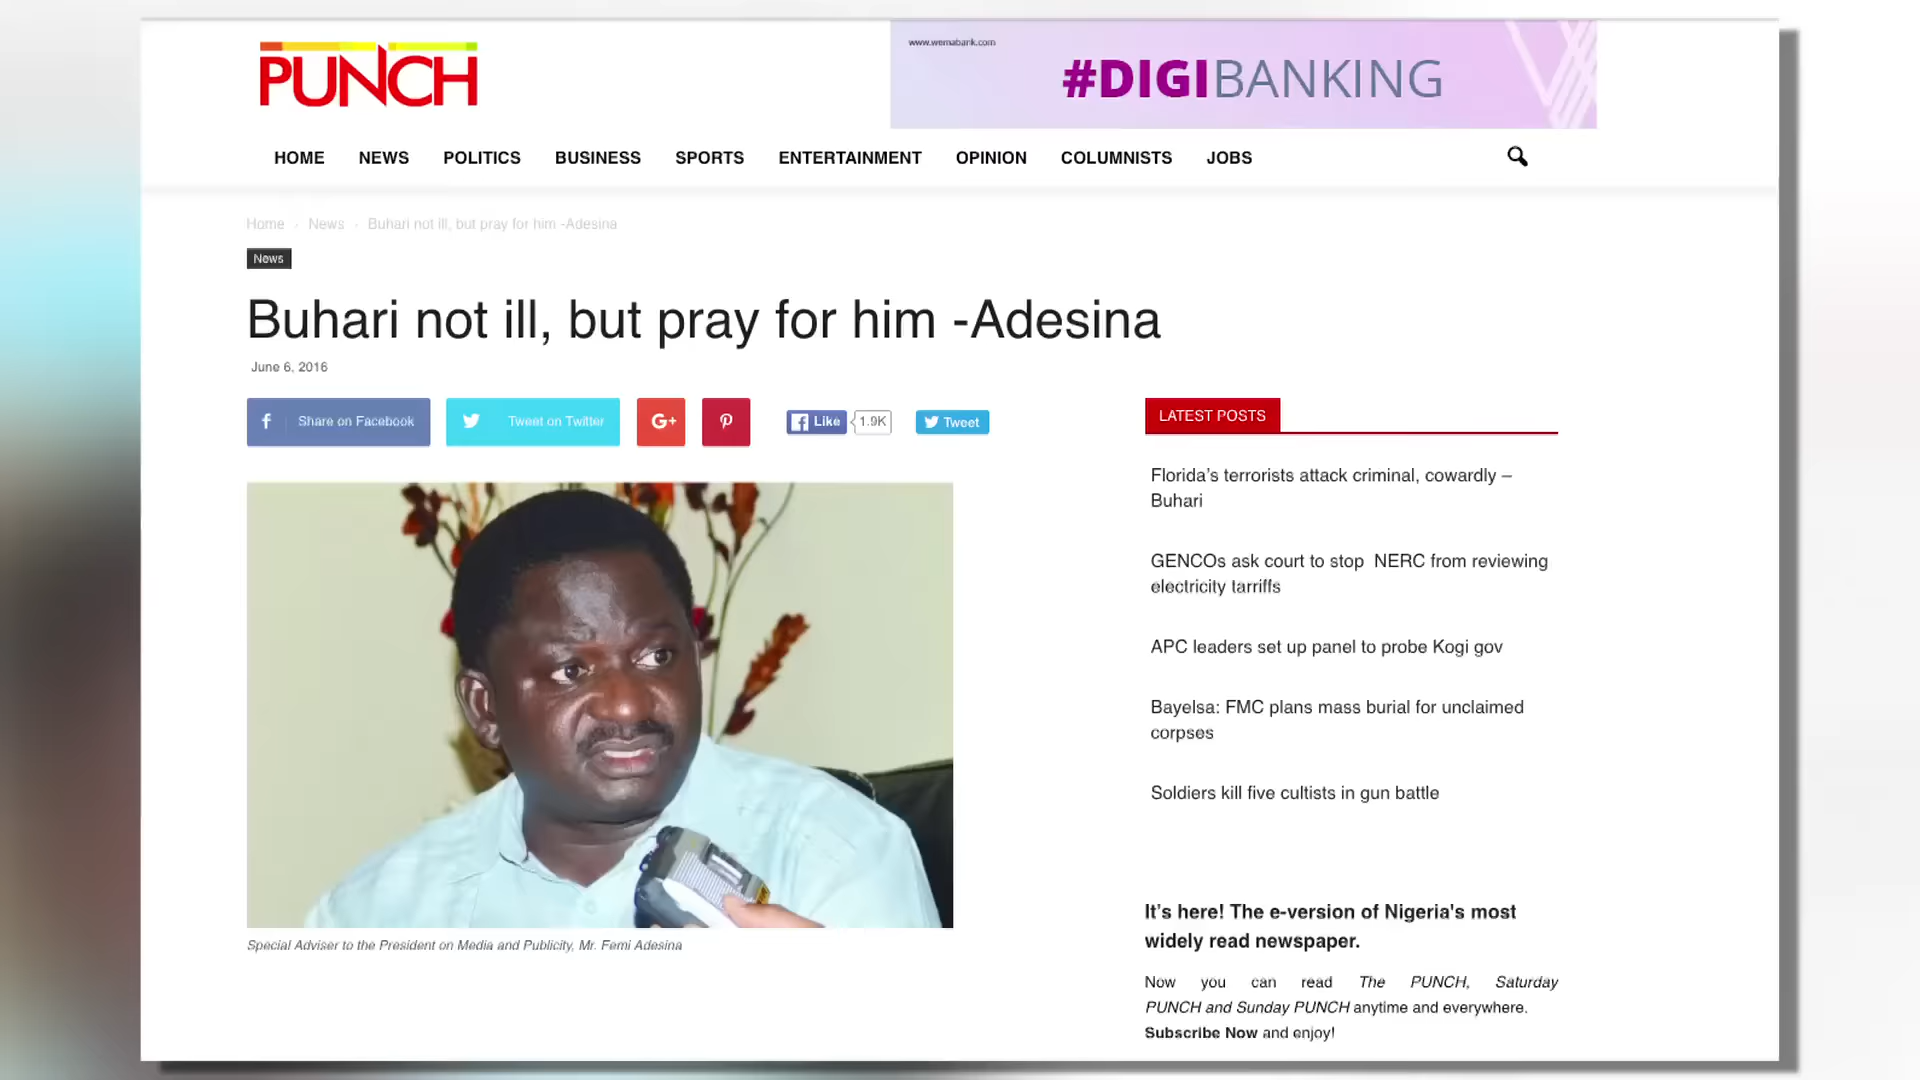 PUNCH
www.wemabank.com
#DIGIBANKING
HOME NEWS POLITICS BUSINESS SPORTS ENTERTAINMENT OPINION COLUMNISTS JOBS
Home › News › Buhari not ill, but pray for him -Adesina
News
Buhari not ill, but pray for him -Adesina
June 6, 2016
Share on Facebook Tweet on Twitter G+ Like 1.9K Tweet
LATEST POSTS
Florida's terrorists attack criminal, cowardly –
Buhari
GENCOs ask court to stop NERC from reviewing
electricity tarriffs
APC leaders set up panel to probe Kogi gov
Bayelsa: FMC plans mass burial for unclaimed
corpses
Soldiers kill five cultists in gun battle
Special Adviser to the President on Media and Publicity, Mr. Femi Adesina
It's here! The e-version of Nigeria's most
widely read newspaper.
Now you can read The PUNCH, Saturday
PUNCH and Sunday PUNCH anytime and everywhere.
Subscribe Now and enjoy!